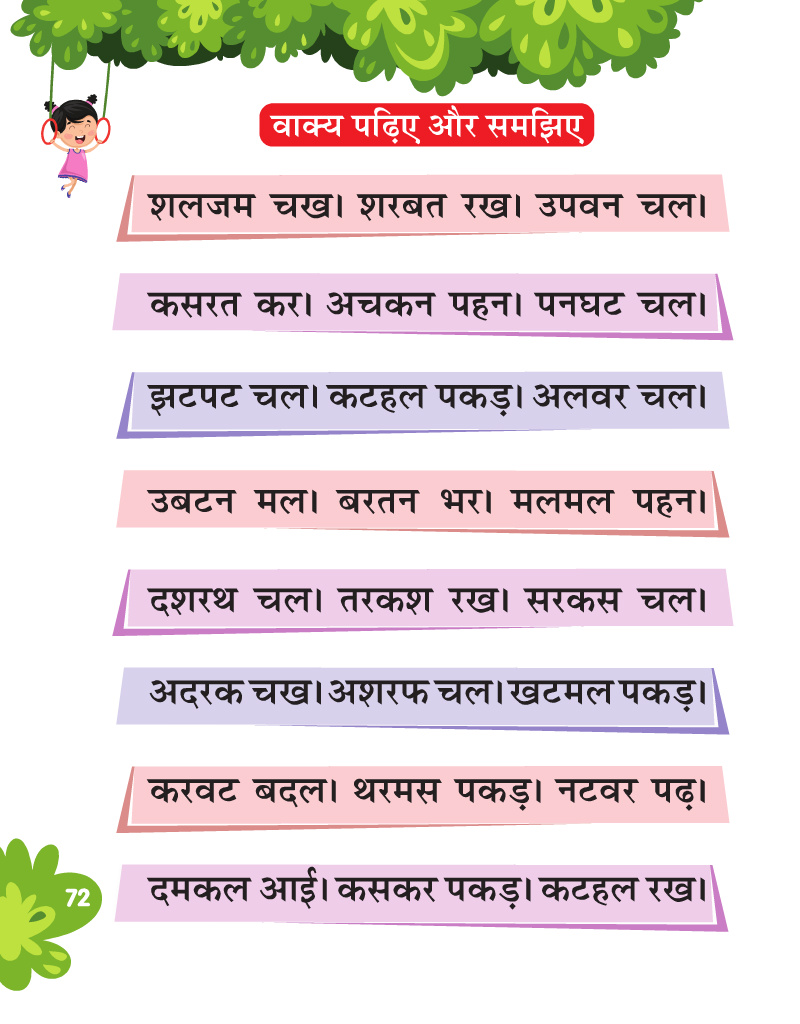 वाक्य पढ़िए और समझिए
शलजम चख। शरबत रख। उपवन चल।
कसरत कर। अचकन पहन। पनघट चल।
झटपट चल। कटहल पकड़। अलवर चल।
उबटन मल। बरतन भर। मलमल पहन।
दशरथ चल। तरकश रख। सरकस चल।
अदरक चख। अशरफ चल। खटमल पकड़।
करवट बदल। थरमस पकड़। नटवर पढ़।
दमकल आई। कसकर पकड़। कटहल रख।
72